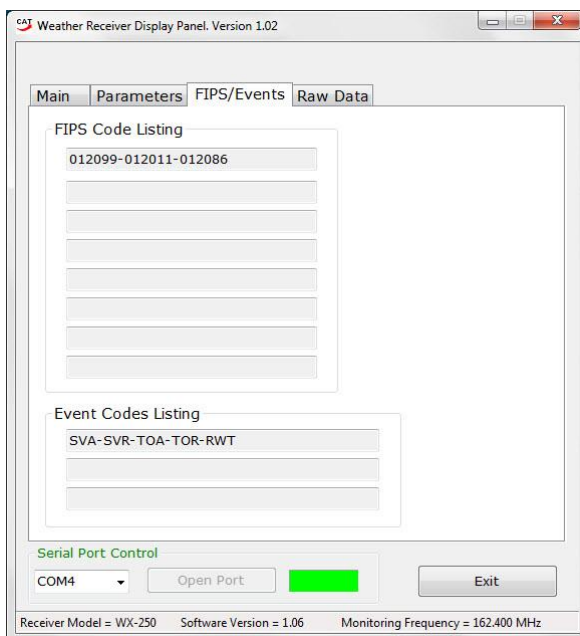 CAT Weather Receiver Display Panel. Version 1.02
Main Parameters FIPS/Events Raw Data
FIPS Code Listing
012099-012011-012086
Event Codes Listing
SVA-SVR-TOA-TOR-RWT
Serial Port Control
COM4 Open Port Exit
Receiver Model = WX-250 Software Version = 1.06 Monitoring Frequency = 162.400 MHz